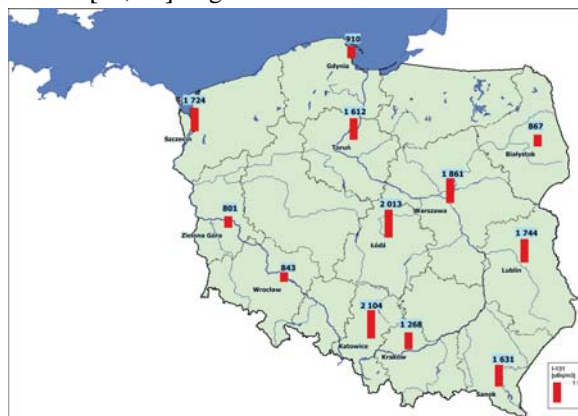 910
Gdynia
1 724
Szczecin
1 612
Toruń
867
Białystok
1 861
Warszawa
2 013
Łódź
801
Zielona Góra
1 744
Lublin
843
Wrocław
2 104
Katowice
1 268
Kraków
1 631
Sanok
I-131